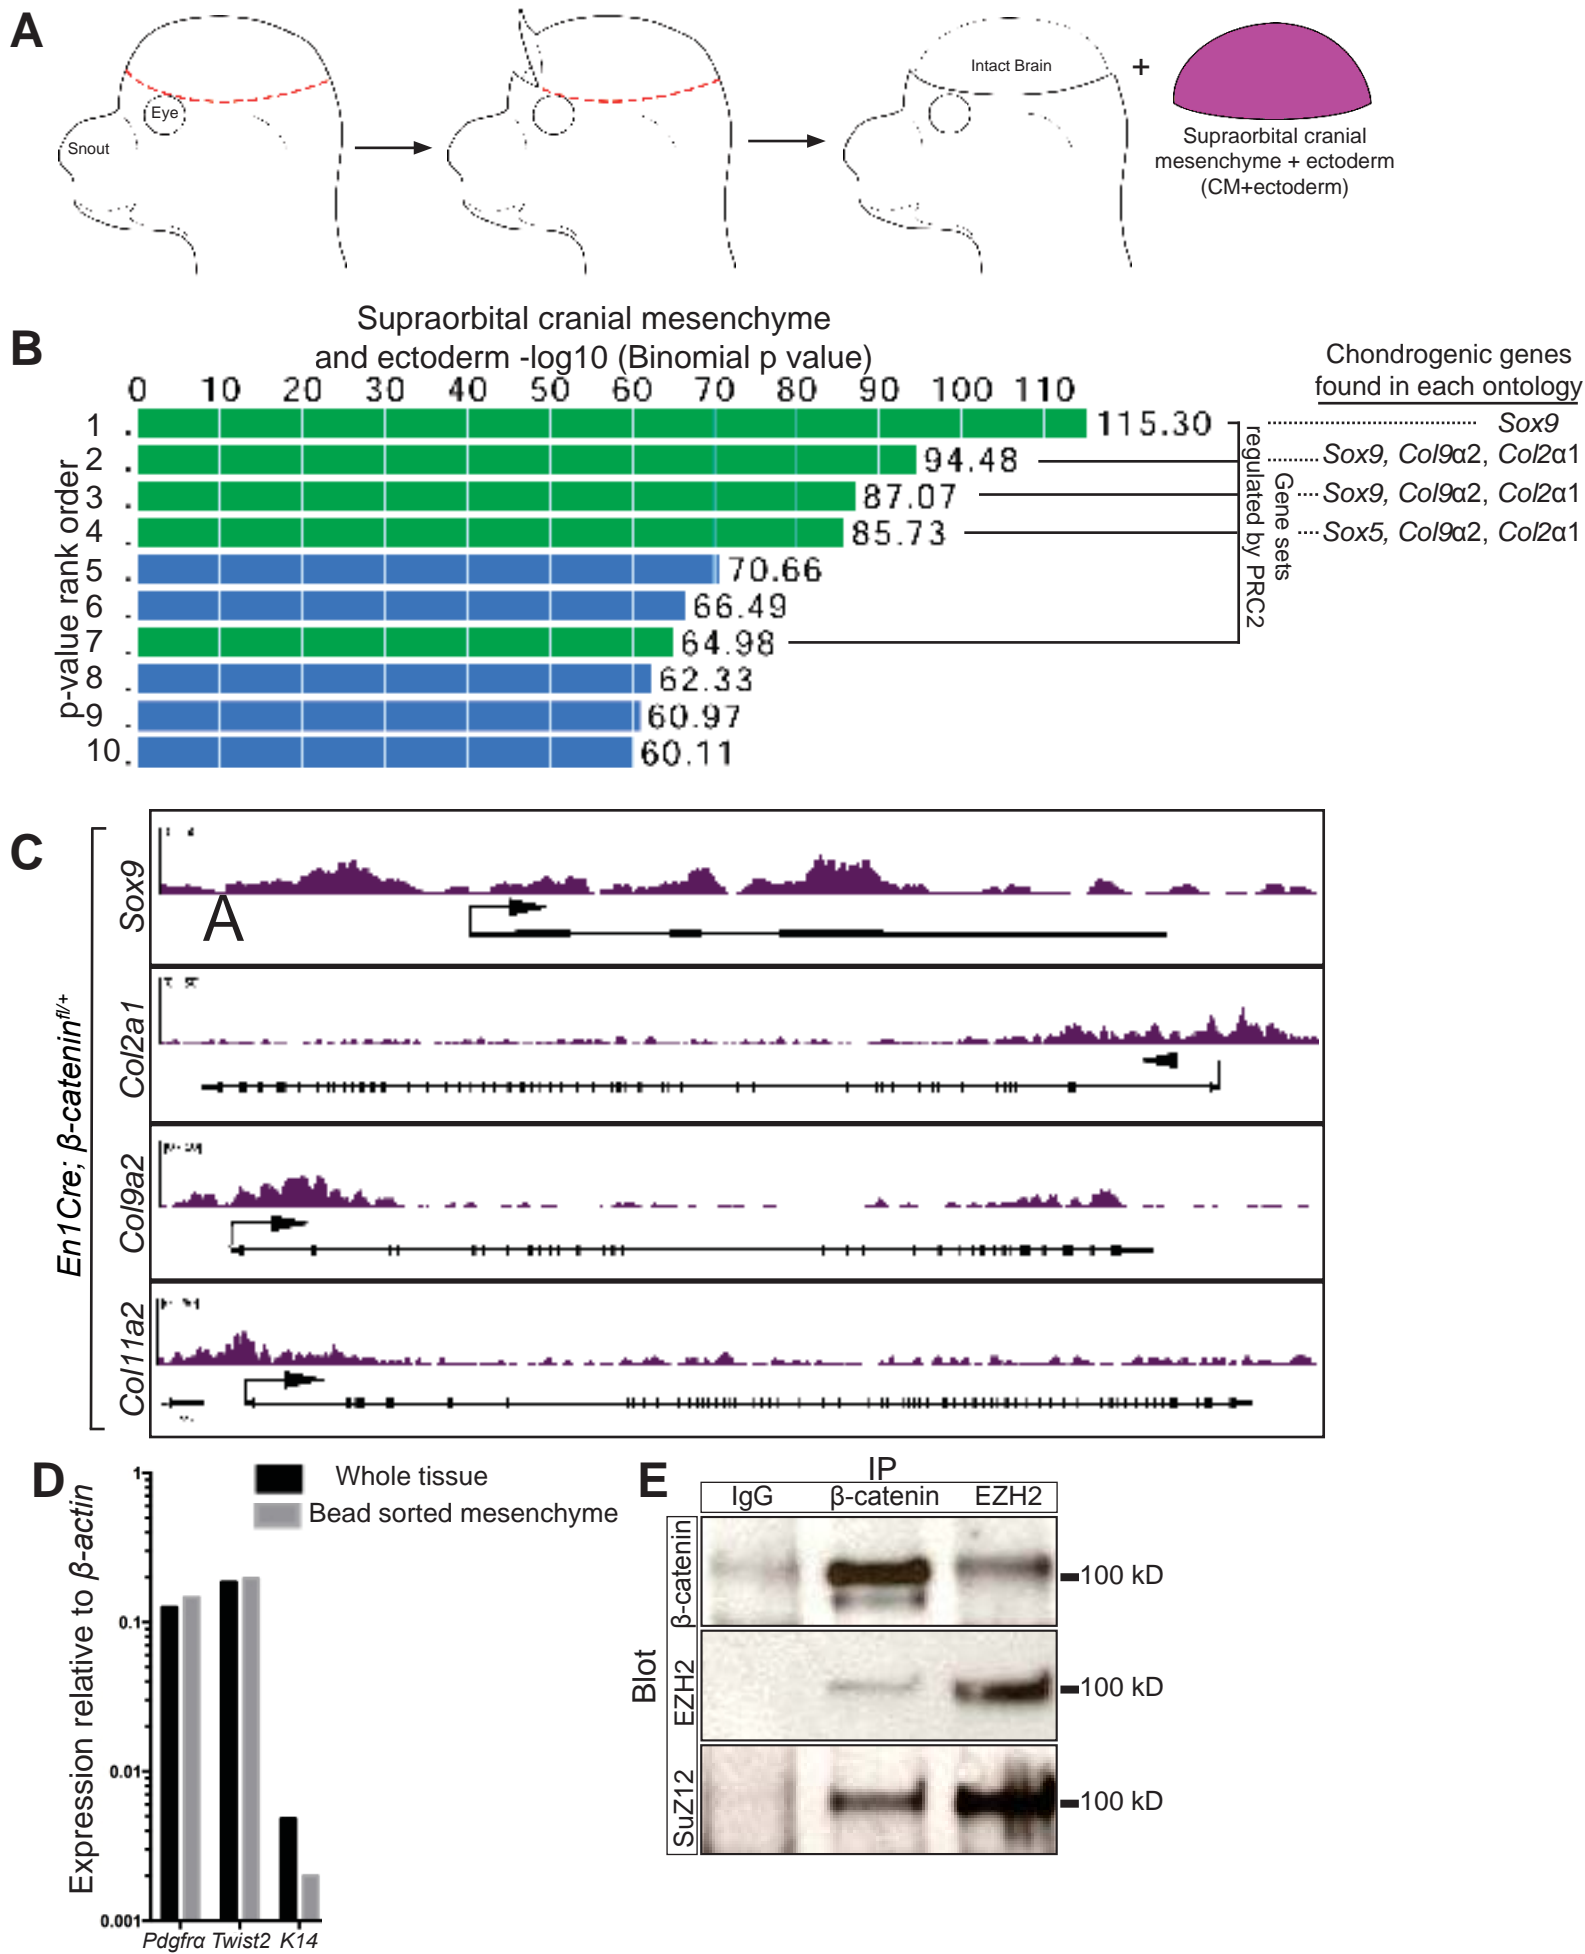 A
Eye
Snout
Intact Brain
+
Supraorbital cranial
mesenchyme + ectoderm
(CM+ectoderm)
B
Supraorbital cranial mesenchyme
and ectoderm -log10 (Binomial p value)
0 10 20 30 40 50 60 70 80 90 100 110
p-value rank order
1 . 115.30
2 . 94.48
3 . 87.07
4 . 85.73
5 . 70.66
6 . 66.49
7 . 64.98
8 . 62.33
9 . 60.97
10 . 60.11
Gene sets
regulated by PRC2
Chondrogenic genes
found in each ontology
Sox9
Sox9, Col9α2, Col2α1
Sox9, Col9α2, Col2α1
Sox5, Col9α2, Col2α1
C
En1Cre; β-catenin^fl/+
Sox9
A
Col2a1
Col9a2
Col11a2
D
Whole tissue
Bead sorted mesenchyme
Expression relative to β-actin
1
0.1
0.01
0.001
Pdgfrα Twist2 K14
E
IP
IgG β-catenin EZH2
Blot
β-catenin
100 kD
EZH2
100 kD
SuZ12
100 kD